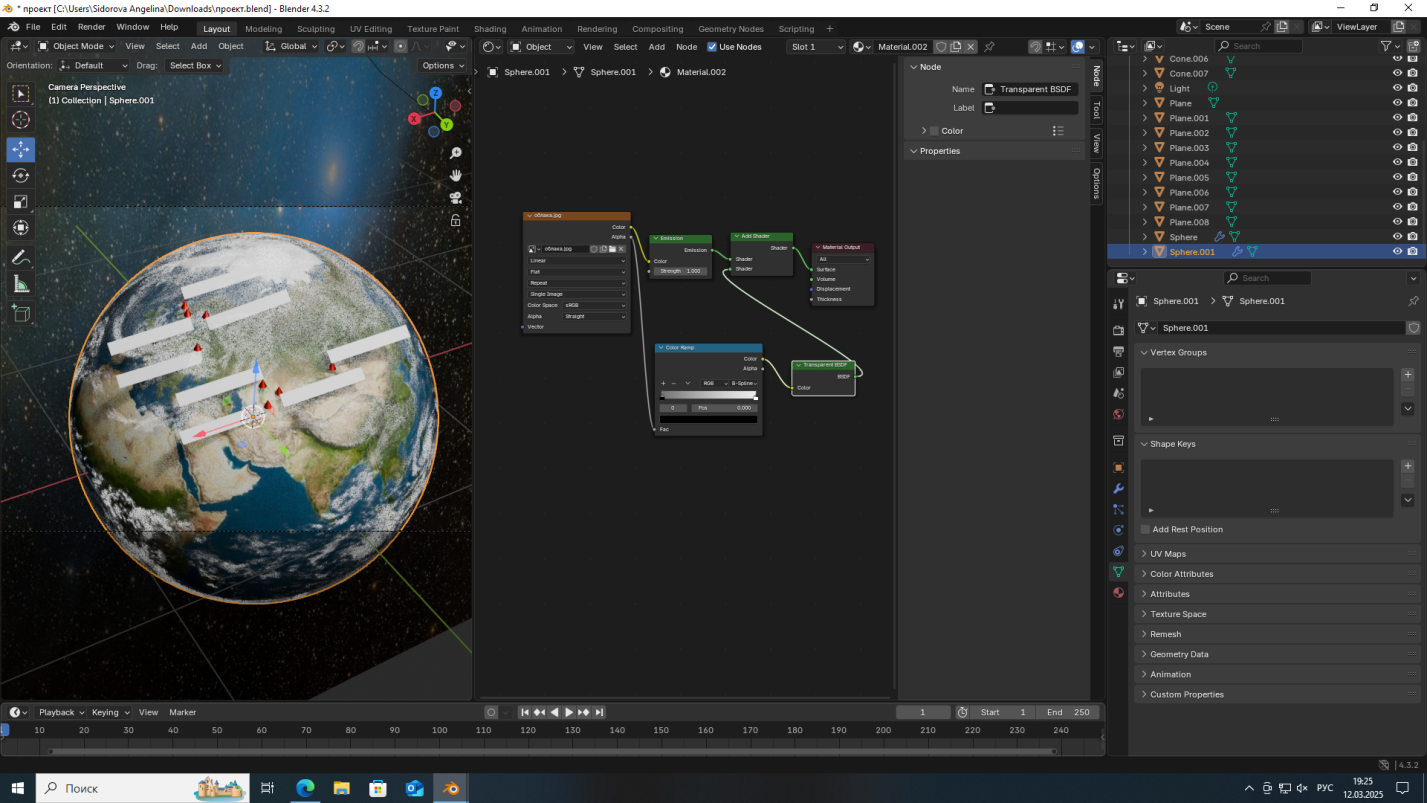 * проект [C:\Users\Sidorova Angelina\Downloads\проект.blend] - Blender 4.3.2
File Edit Render Window Help Layout Modeling Sculpting UV Editing Texture Paint Shading Animation Rendering Compositing Geometry Nodes Scripting + Scene ViewLayer
Object Mode View Select Add Object Global Object View Select Add Node Use Nodes Slot 1 Material.002 Search
Orientation: Default Drag: Select Box Options
Camera Perspective
(1) Collection | Sphere.001
X
Y
Z
Sphere.001 > Sphere.001 > Material.002
Node
Name Transparent BSDF
Label
Color
Properties
Node
Tool
View
Options
облака.jpg
Color
Alpha
облака.jpg
Linear
Flat
Repeat
Single Image
Color Space sRGB
Alpha Straight
Vector
Emission
Emission
Color
Strength 1.000
Add Shader
Shader
Shader
Shader
Material Output
All
Surface
Volume
Displacement
Thickness
Color Ramp
Color
Alpha
+ − RGB B-Spline
0 Pos 0.000
Fac
Transparent BSDF
BSDF
Color
Cone.006
Cone.007
Light
Plane
Plane.001
Plane.002
Plane.003
Plane.004
Plane.005
Plane.006
Plane.007
Plane.008
Sphere
Sphere.001
Search
Sphere.001 > Sphere.001
Sphere.001
Vertex Groups
Shape Keys
Add Rest Position
UV Maps
Color Attributes
Attributes
Texture Space
Remesh
Geometry Data
Animation
Custom Properties
Playback Keying View Marker 1 Start 1 End 250
10 20 30 40 50 60 70 80 90 100 110 120 130 140 150 160 170 180 190 200 210 220 230 240
4.3.2
Поиск
РУС
19:25
12.03.2025